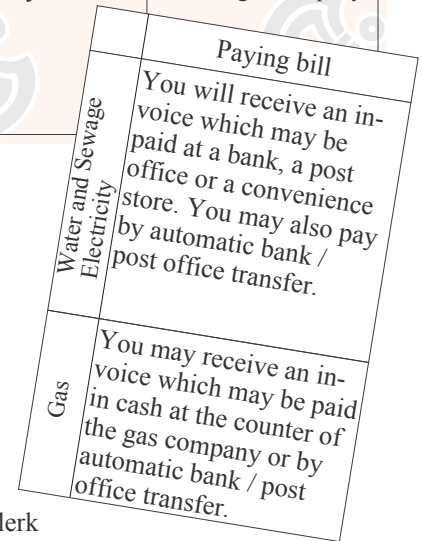 Paying bill
Water and Sewage
Electricity
You will receive an in-
voice which may be
paid at a bank, a post
office or a convenience
store. You may also pay
by automatic bank /
post office transfer.
Gas
You may receive an in-
voice which may be paid
in cash at the counter of
the gas company or by
automatic bank / post
office transfer.